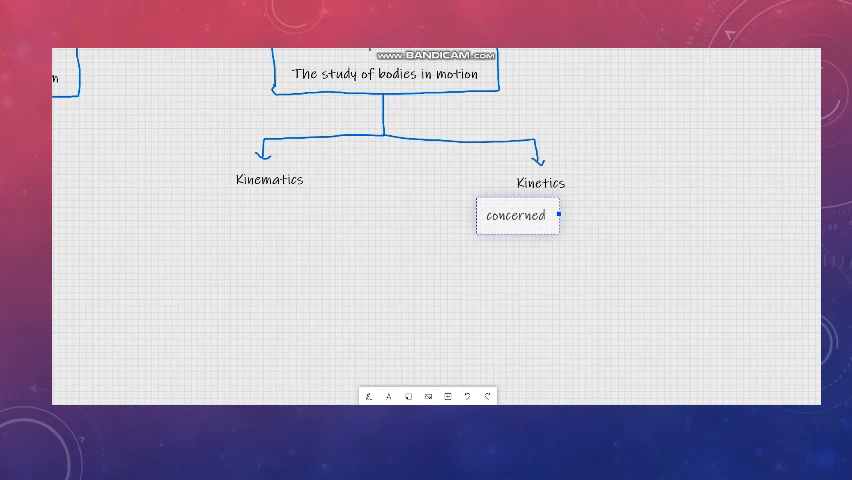 www.BANDICAM.com
n
The study of bodies in motion
Kinematics
Kinetics
concerned
A